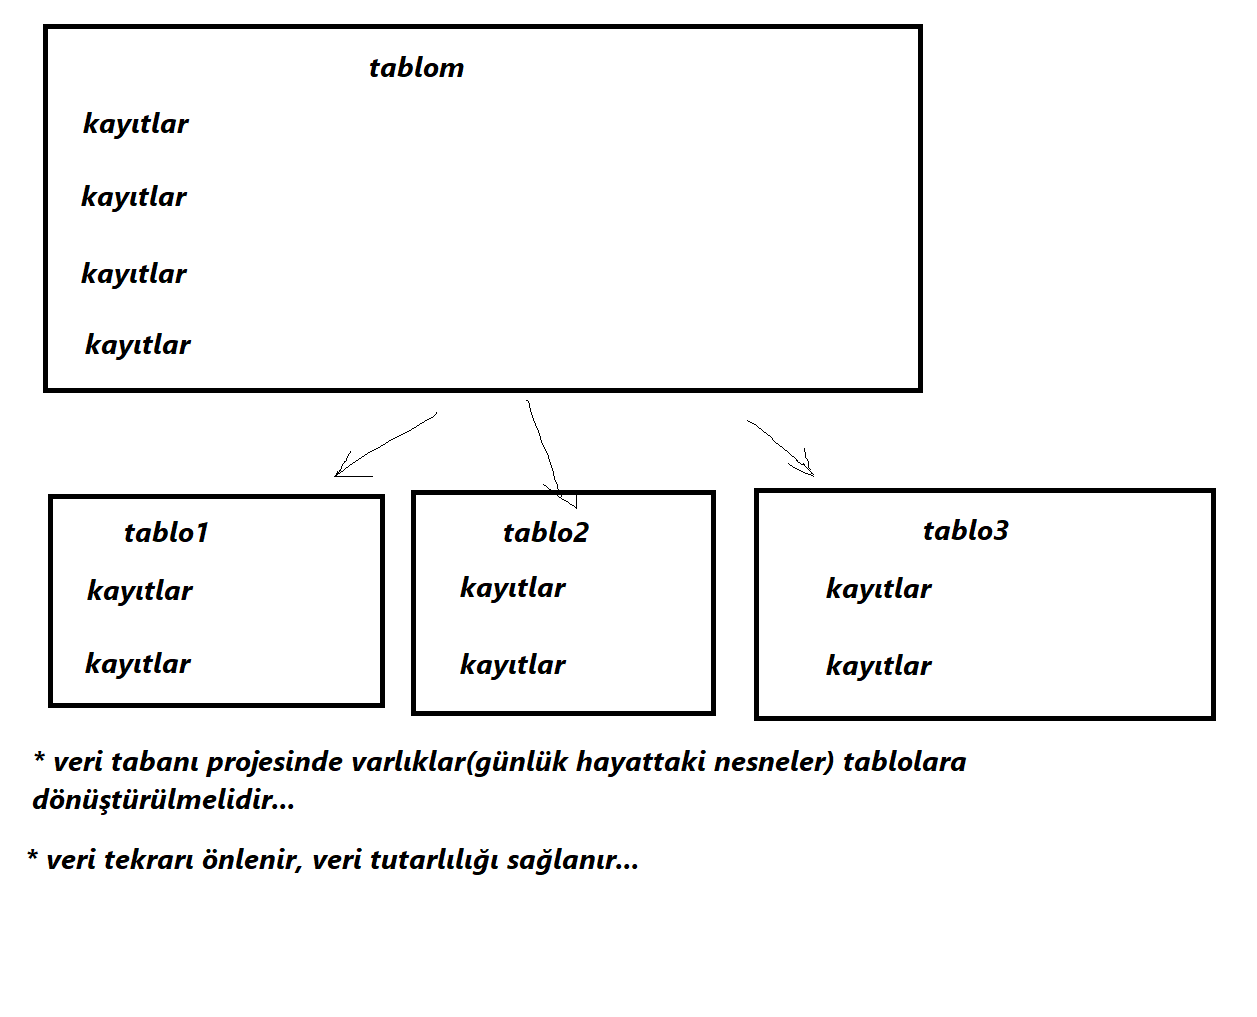 tablom
kayıtlar
kayıtlar
kayıtlar
kayıtlar
tablo1
kayıtlar
kayıtlar
tablo2
kayıtlar
kayıtlar
tablo3
kayıtlar
kayıtlar
* veri tabanı projesinde varlıklar(günlük hayattaki nesneler) tablolara
dönüştürülmelidir...
* veri tekrarı önlenir, veri tutarlılığı sağlanır...